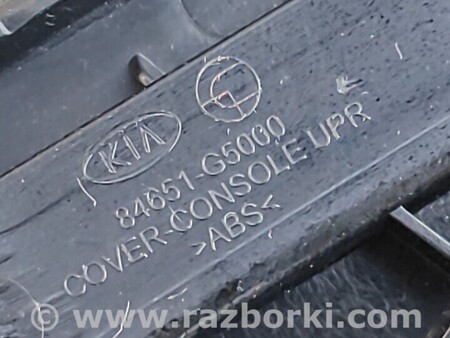 KIA
84651-G5000
COVER-CONSOLE UPR
>ABS<
© www.razborki.com